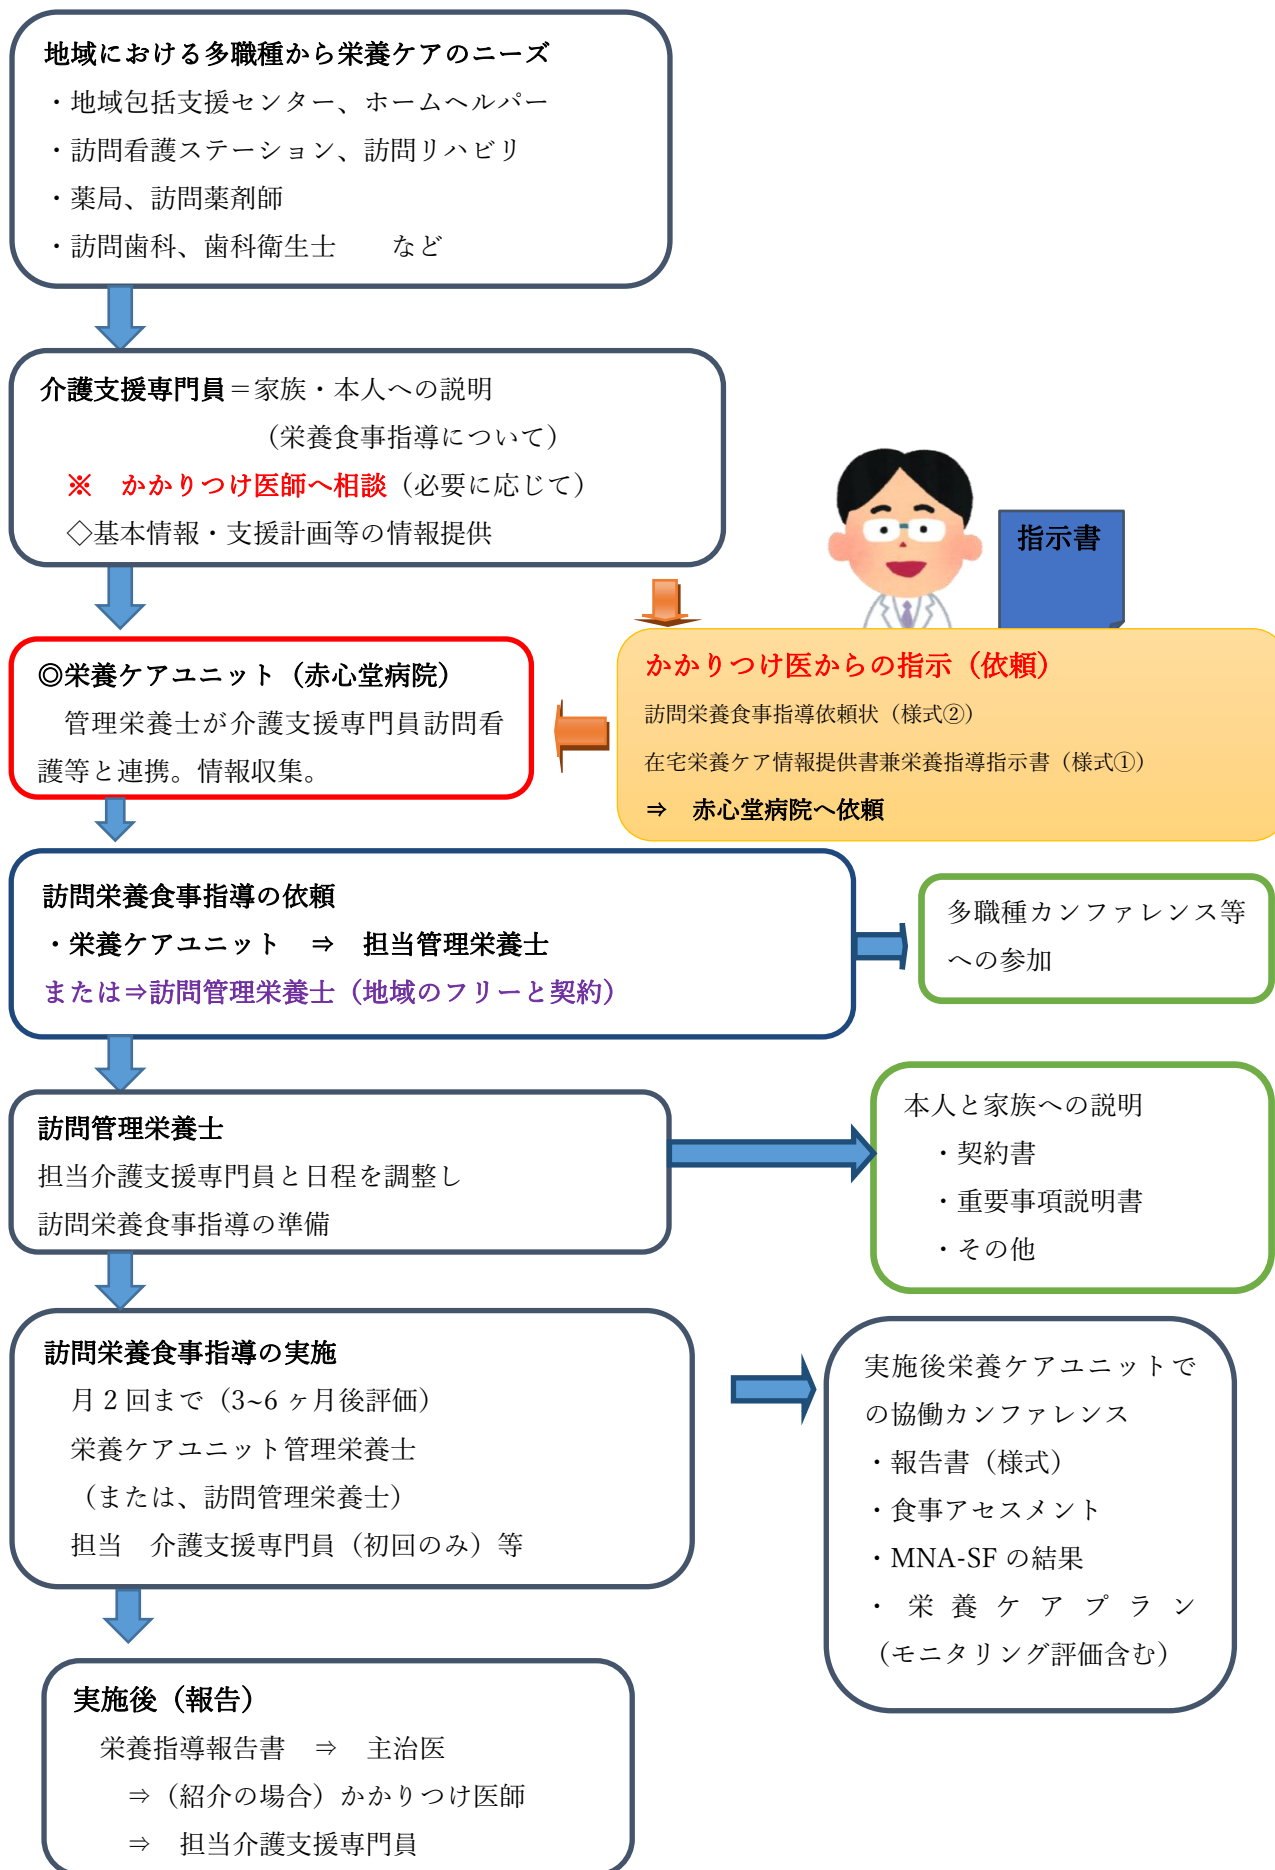 地域における多職種から栄養ケアのニーズ
・地域包括支援センター、ホームヘルパー
・訪問看護ステーション、訪問リハビリ
・薬局、訪問薬剤師
・訪問歯科、歯科衛生士　　など
介護支援専門員＝家族・本人への説明
（栄養食事指導について）
※　かかりつけ医師へ相談（必要に応じて）
◇基本情報・支援計画等の情報提供
指示書
かかりつけ医からの指示（依頼）
訪問栄養食事指導依頼状（様式②）
在宅栄養ケア情報提供書兼栄養指導指示書（様式①）
⇒　赤心堂病院へ依頼
◎栄養ケアユニット（赤心堂病院）
管理栄養士が介護支援専門員訪問看
護等と連携。情報収集。
訪問栄養食事指導の依頼
・栄養ケアユニット　⇒　担当管理栄養士
または⇒訪問管理栄養士（地域のフリーと契約）
多職種カンファレンス等
への参加
訪問管理栄養士
担当介護支援専門員と日程を調整し
訪問栄養食事指導の準備
本人と家族への説明
・契約書
・重要事項説明書
・その他
訪問栄養食事指導の実施
月 2 回まで（3~6 ヶ月後評価）
栄養ケアユニット管理栄養士
（または、訪問管理栄養士）
担当　介護支援専門員（初回のみ）等
実施後栄養ケアユニットで
の協働カンファレンス
・報告書（様式）
・食事アセスメント
・MNA-SF の結果
・栄養ケアプラン
（モニタリング評価含む）
実施後（報告）
栄養指導報告書　⇒　主治医
⇒（紹介の場合）かかりつけ医師
⇒　担当介護支援専門員